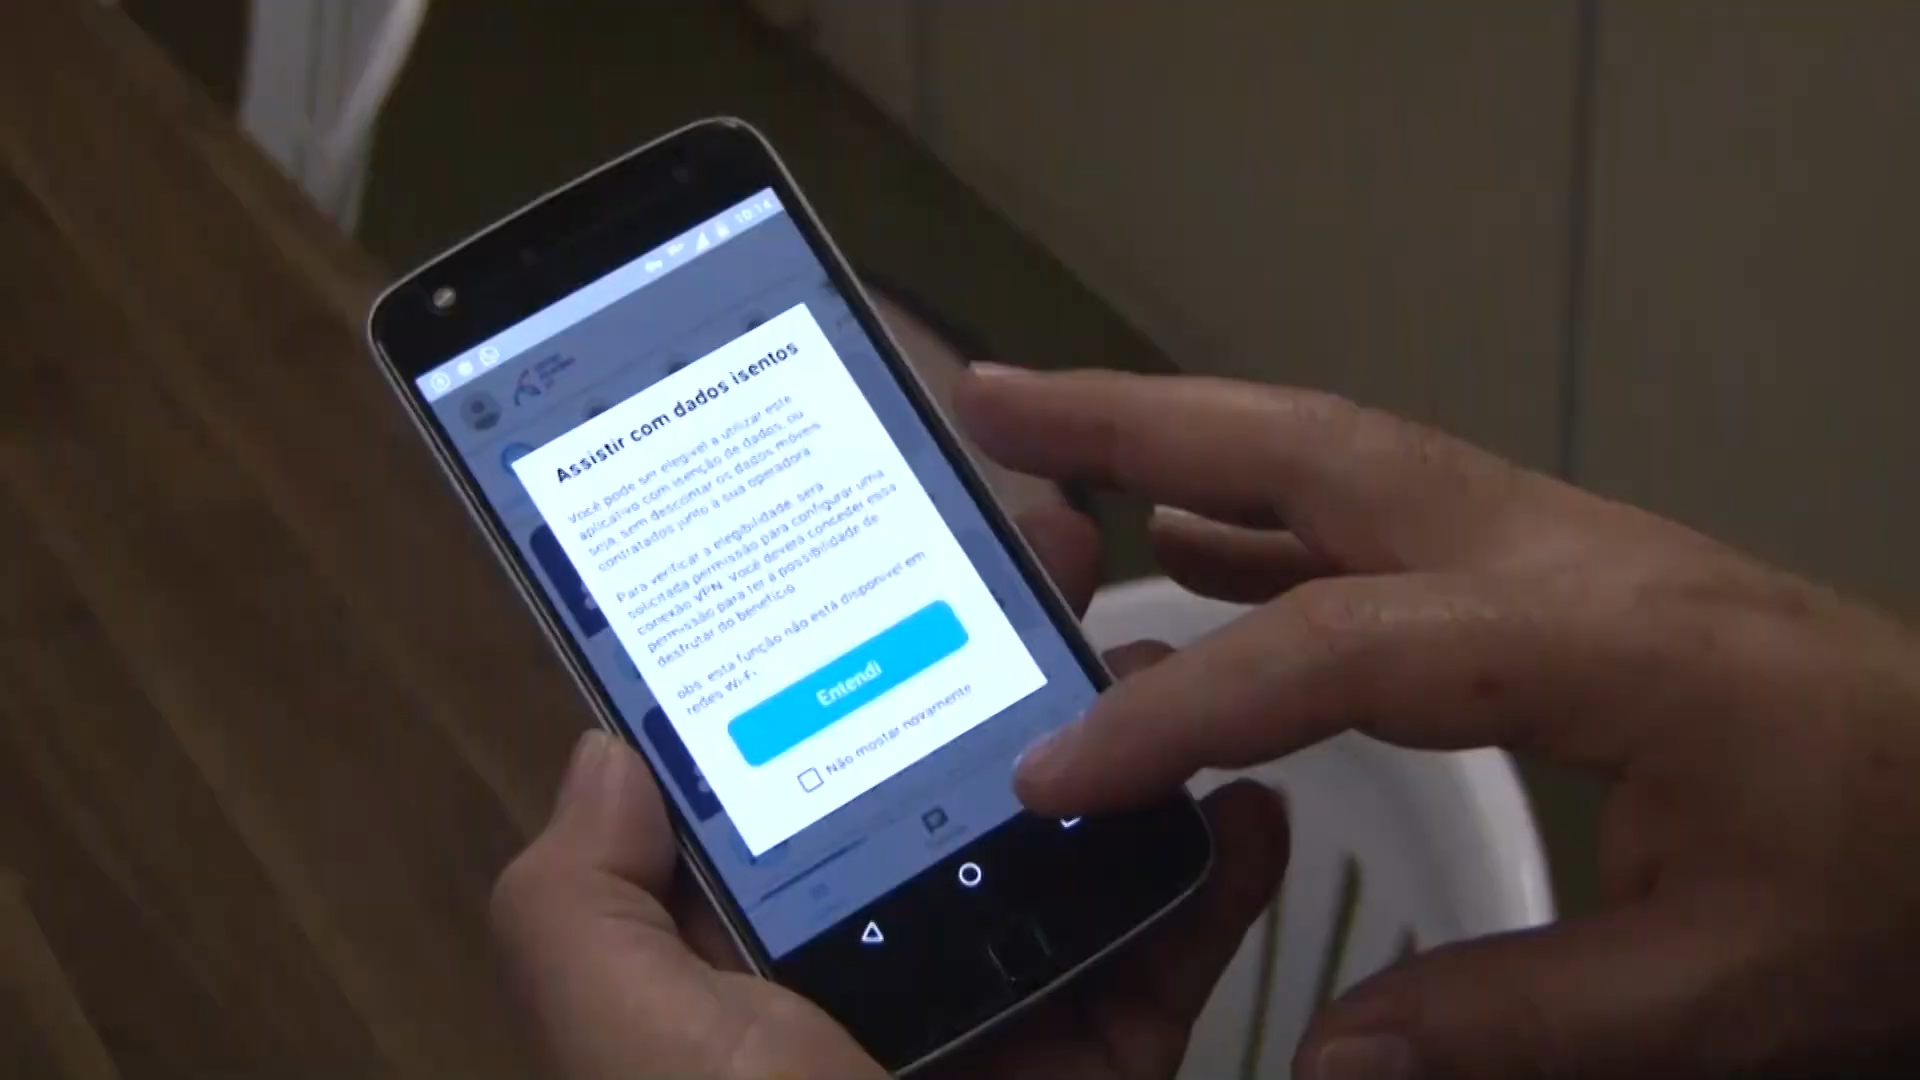 10:14
Assistir com dados isentos
Você pode ser elegível a utilizar este
aplicativo com isenção de dados, ou
seja, sem descontar os dados móveis
contratados junto à sua operadora
Para verificar a elegibilidade, será
solicitada permissão para configurar uma
conexão VPN. Você deverá conceder essa
permissão para ter a possibilidade de
desfrutar do benefício
obs: esta função não está disponível em
redes Wi-Fi.
Entendi
Não mostar novamente